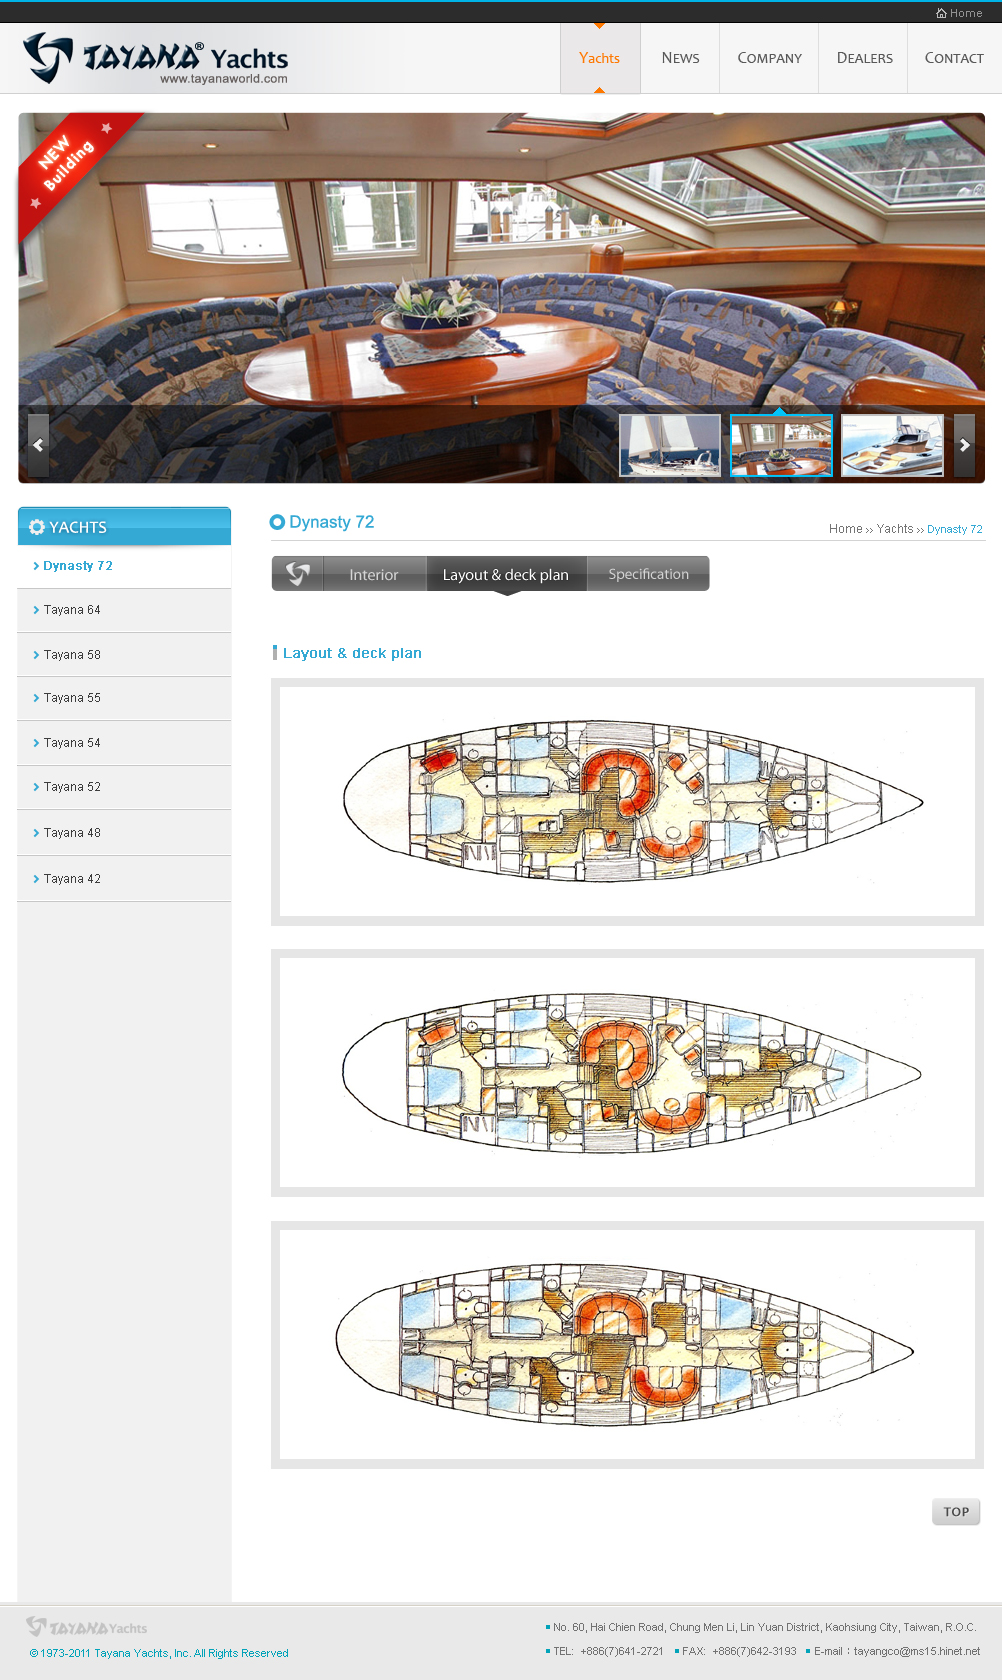 Home
TAYANA® Yachts
www.tayanaworld.com
Yachts
NEWS
COMPANY
DEALERS
CONTACT
NEW
Building
YACHTS
Dynasty 72
Tayana 64
Tayana 58
Tayana 55
Tayana 54
Tayana 52
Tayana 48
Tayana 42
Dynasty 72
Home >> Yachts >> Dynasty 72
Interior
Layout & deck plan
Specification
Layout & deck plan
TOP
TAYANA Yachts
©1973-2011 Tayana Yachts, Inc. All Rights Reserved
No. 60, Hai Chien Road, Chung Men Li, Lin Yuan District, Kaohsiung City, Taiwan, R.O.C.
TEL: +886(7)641-2721 FAX: +886(7)642-3193 E-mail：tayangco@ms15.hinet.net